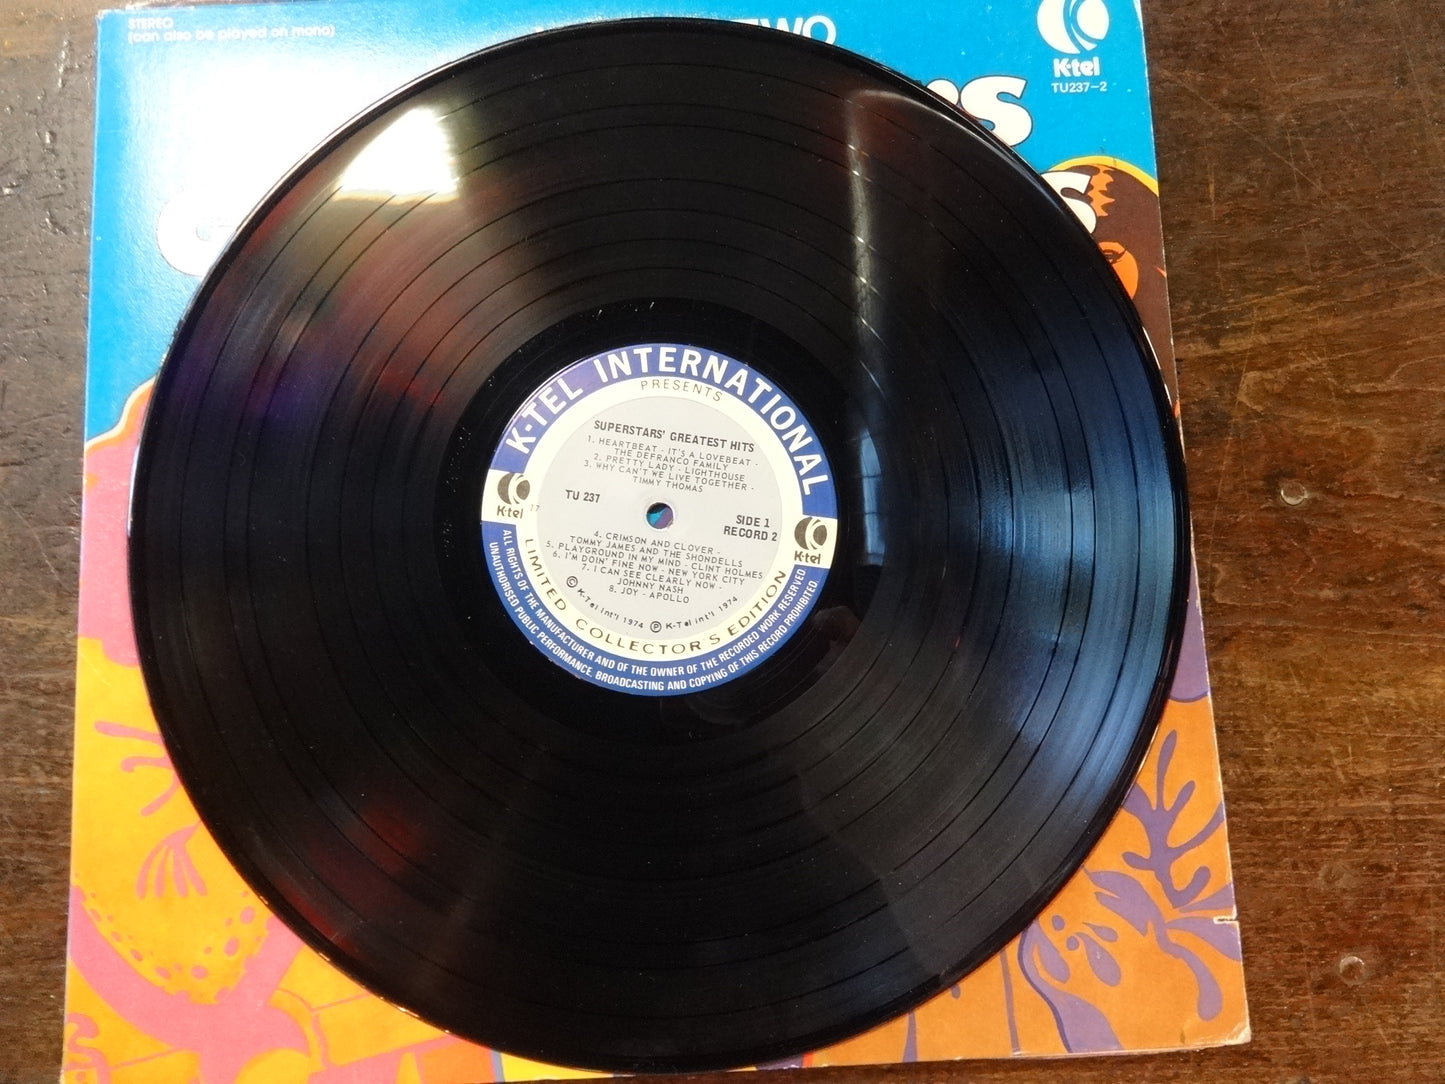 STEREO
(can also be played on mono)
TWO
K-tel
TU237-2
K-TEL INTERNATIONAL
PRESENTS
SUPERSTARS' GREATEST HITS
1. HEARTBEAT - IT'S A LOVEBEAT -
THE DEFRANCO FAMILY
2. PRETTY LADY - LIGHTHOUSE
3. WHY CAN'T WE LIVE TOGETHER -
TIMMY THOMAS
K-tel
17
TU 237
SIDE 1
RECORD 2
K-tel
4. CRIMSON AND CLOVER -
TOMMY JAMES AND THE SHONDELLS
5. PLAYGROUND IN MY MIND - CLINT HOLMES
6. I'M DOIN' FINE NOW - NEW YORK CITY
7. I CAN SEE CLEARLY NOW -
JOHNNY NASH
8. JOY - APOLLO
© K-Tel Int'l 1974 ℗ K-Tel Int'l 1974
LIMITED COLLECTOR'S EDITION
ALL RIGHTS OF THE MANUFACTURER AND OF THE OWNER OF THE RECORDED WORK RESERVED
UNAUTHORISED PUBLIC PERFORMANCE, BROADCASTING AND COPYING OF THIS RECORD PROHIBITED.